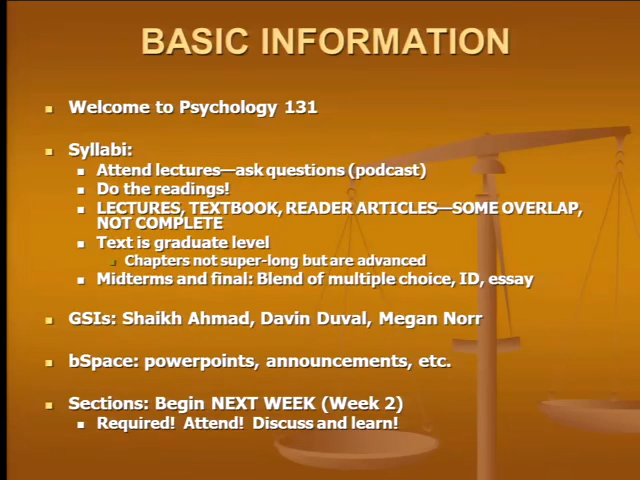 BASIC INFORMATION
Welcome to Psychology 131
Syllabi:
Attend lectures—ask questions (podcast)
Do the readings!
LECTURES, TEXTBOOK, READER ARTICLES—SOME OVERLAP,
NOT COMPLETE
Text is graduate level
Chapters not super-long but are advanced
Midterms and final: Blend of multiple choice, ID, essay
GSIs: Shaikh Ahmad, Davin Duval, Megan Norr
bSpace: powerpoints, announcements, etc.
Sections: Begin NEXT WEEK (Week 2)
Required! Attend! Discuss and learn!